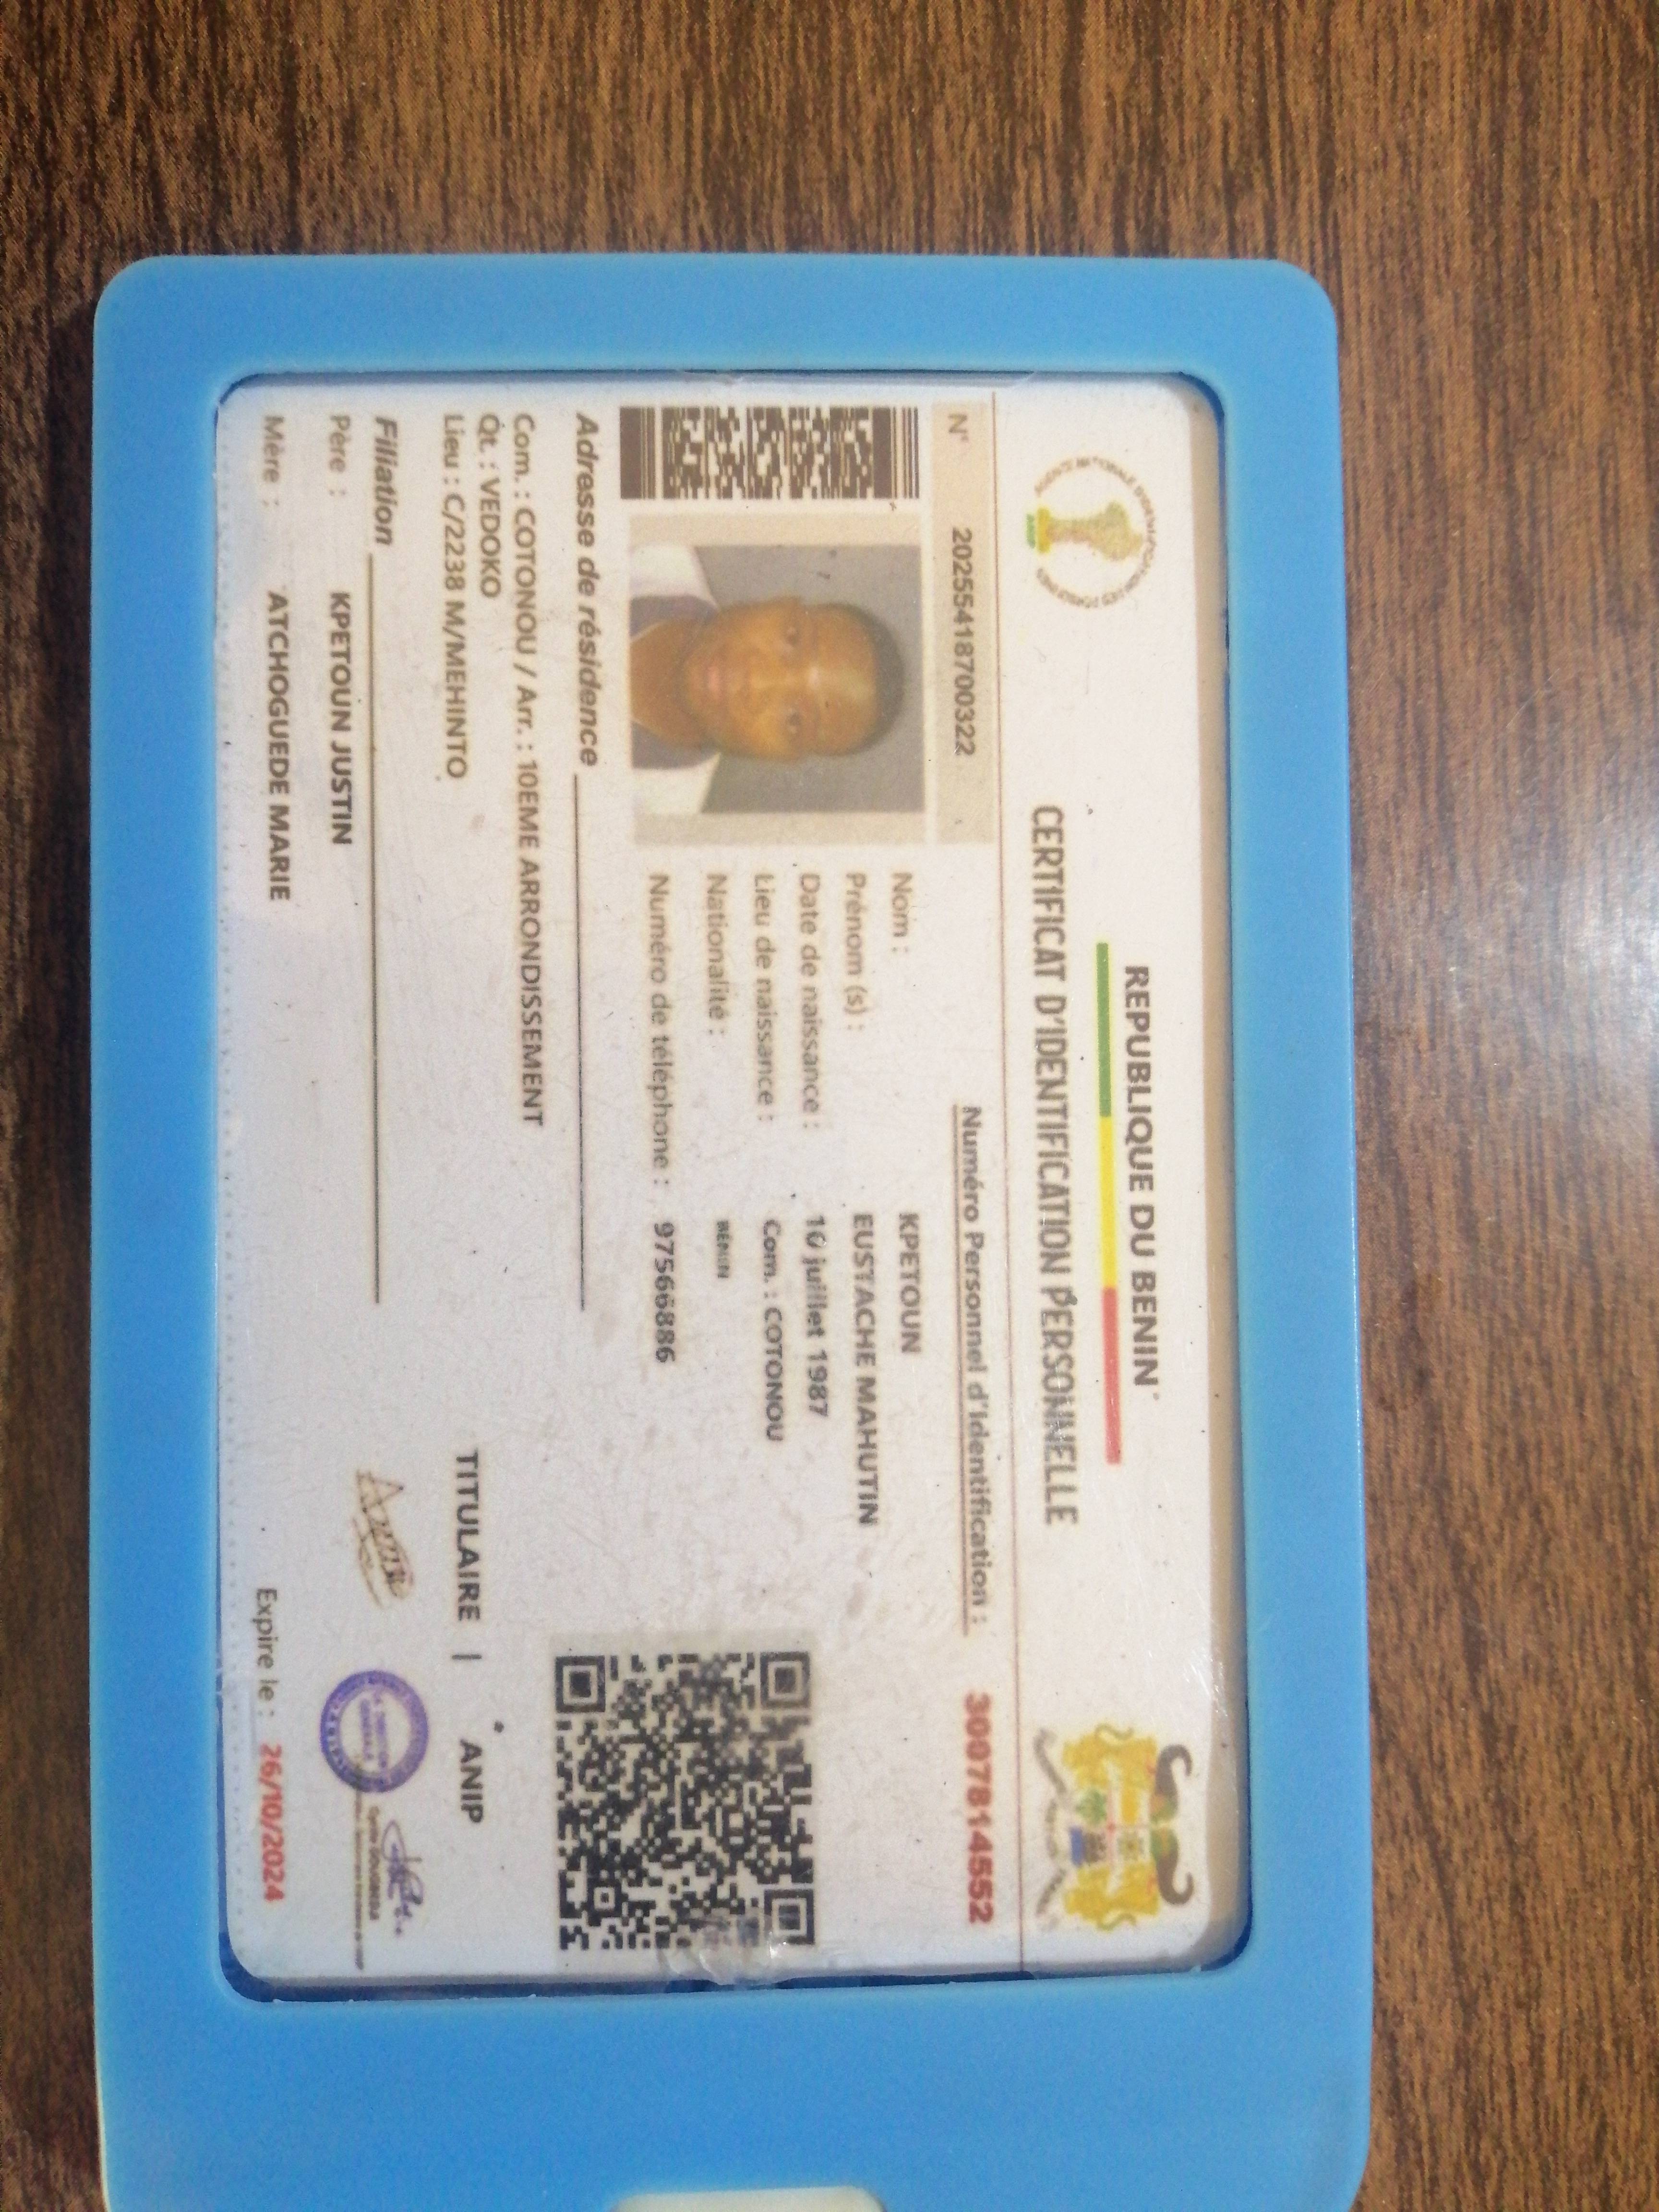 REPUBLIQUE DU BENIN
CERTIFICAT D'IDENTIFICATION PERSONNELLE
N° 20255418700322
Numéro Personnel d'Identification : 3007814552
Nom : KPETOUN
Prénom (s) : EUSTACHE MAHUTIN
Date de naissance : 10 juillet 1987
Lieu de naissance : Com. : COTONOU
Nationalité : BÉNIN
Numéro de téléphone : 97566886
Adresse de résidence
Com. : COTONOU / Arr. : 10EME ARRONDISSEMENT
Qt. : VEDOKO
Lieu : C/2238 M/MEHINTO
Filiation
Père : KPETOUN JUSTIN
Mère : ATCHOGUEDE MARIE
TITULAIRE | ANIP
Expire le : 26/10/2024